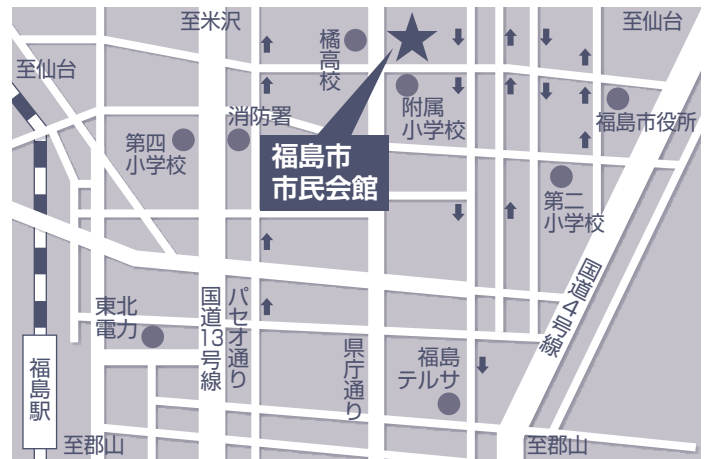 至米沢
至仙台
至仙台
橘高校
消防署
附属
小学校
福島市役所
第四
小学校
福島市
市民会館
第二
小学校
国道4号線
東北
電力
国道13号線
パセオ通り
県庁通り
福島
テルサ
福島駅
至郡山
至郡山